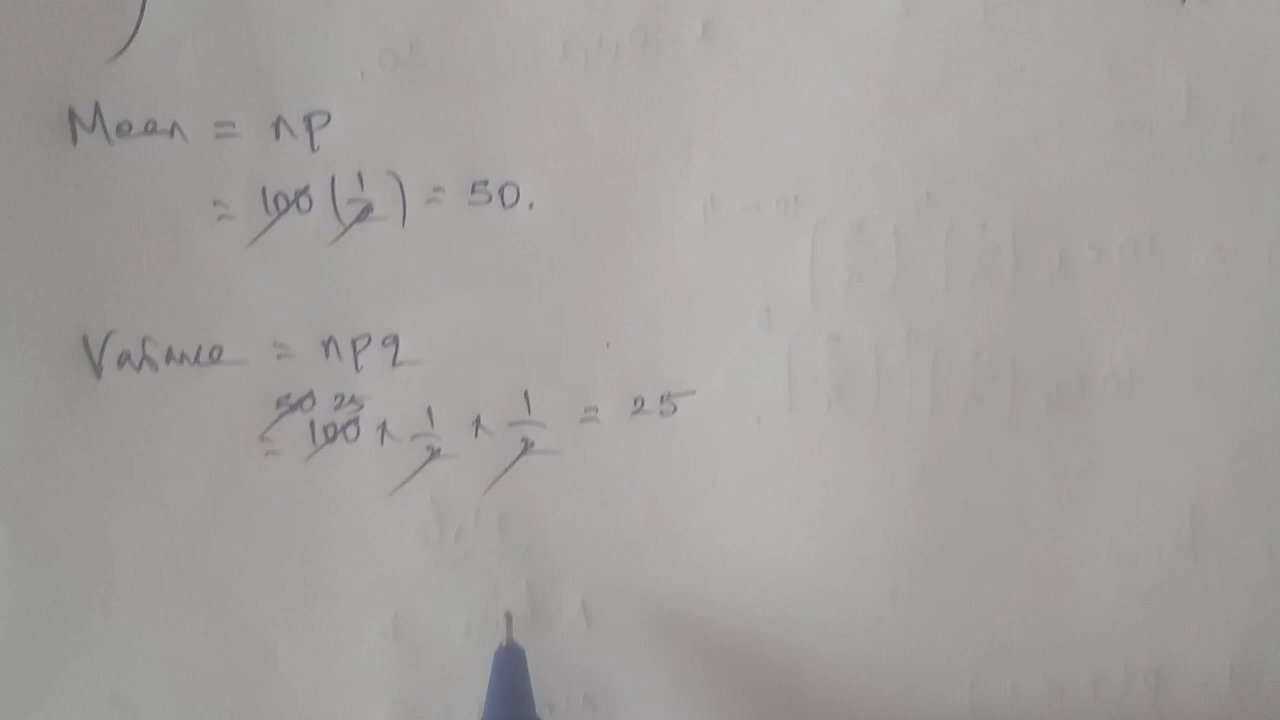 Mean = np
= 100 (1/2) = 50.
Variance = npq
50 25
= 100 × 1/2 × 1/2 = 25